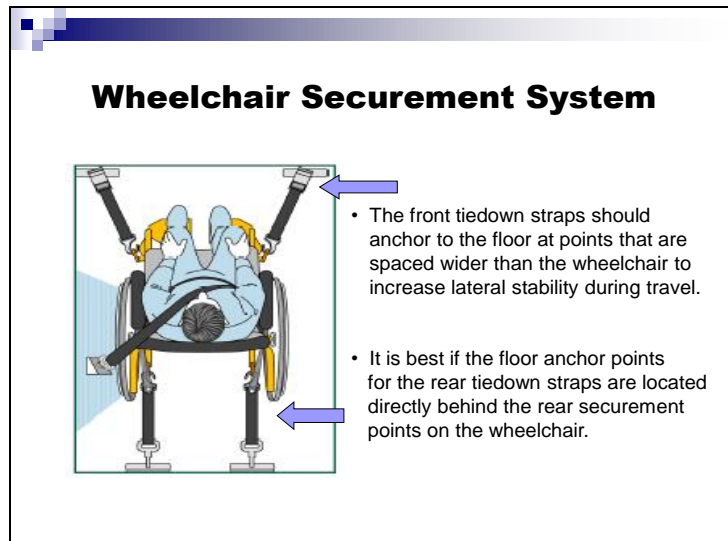 Wheelchair Securement System
• The front tiedown straps should
anchor to the floor at points that are
spaced wider than the wheelchair to
increase lateral stability during travel.
• It is best if the floor anchor points
for the rear tiedown straps are located
directly behind the rear securement
points on the wheelchair.